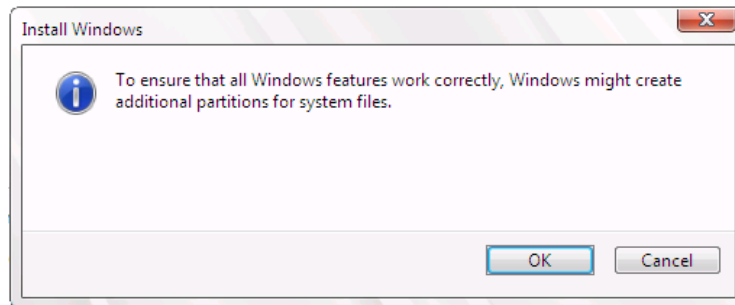 Install Windows
To ensure that all Windows features work correctly, Windows might create
additional partitions for system files.
OK
Cancel